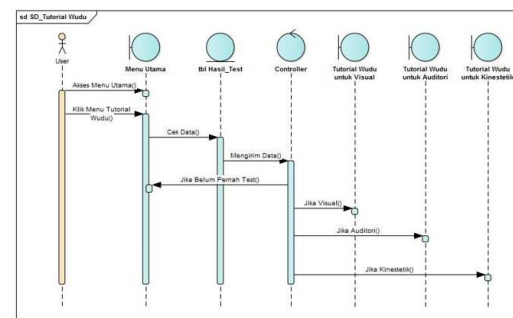 sd SD_Tutorial Wudu
User
Menu Utama
tbl Hasil_Test
Controller
Tutorial Wudu
untuk Visual
Tutorial Wudu
untuk Auditori
Tutorial Wudu
untuk Kinestetik
Akses Menu Utama()
Klik Menu Tutorial
Wudu()
Cek Data()
Mengirim Data()
Jika Belum Pernah Test()
Jika Visual()
Jika Auditori()
Jika Kinestetik()